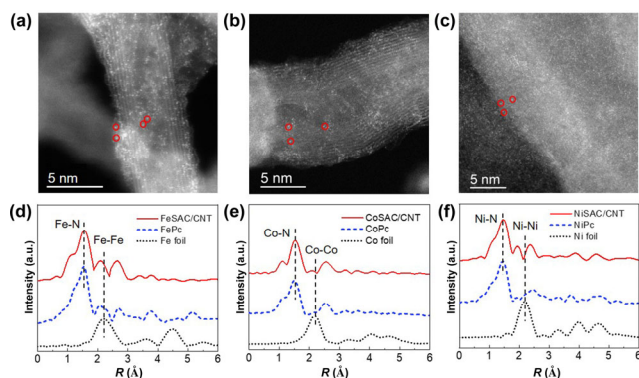 (a)
(b)
(c)
5 nm
5 nm
5 nm
(d)
Fe-N
Fe-Fe
FeSAC/CNT
FePc
Fe foil
Intensity (a.u.)
0 1 2 3 4 5 6
R (Å)
(e)
Co-N
Co-Co
CoSAC/CNT
CoPc
Co foil
Intensity (a.u.)
0 1 2 3 4 5 6
R (Å)
(f)
Ni-N
Ni-Ni
NiSAC/CNT
NiPc
Ni foil
Intensity (a.u.)
0 1 2 3 4 5 6
R (Å)